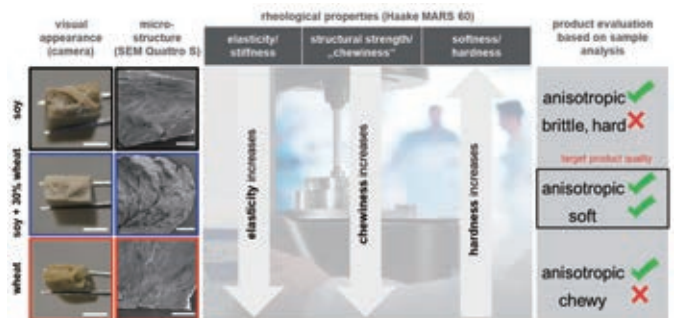 visual
appearance
(camera)
micro-
structure
(SEM Quattro S)
rheological properties (Haake MARS 60)
elasticity/
stiffness
structural strength/
„chewiness“
softness/
hardness
product evaluation
based on sample
analysis
soy
soy + 30% wheat
wheat
elasticity increases
chewiness increases
hardness increases
anisotropic
brittle, hard
target product quality
anisotropic
soft
anisotropic
chewy